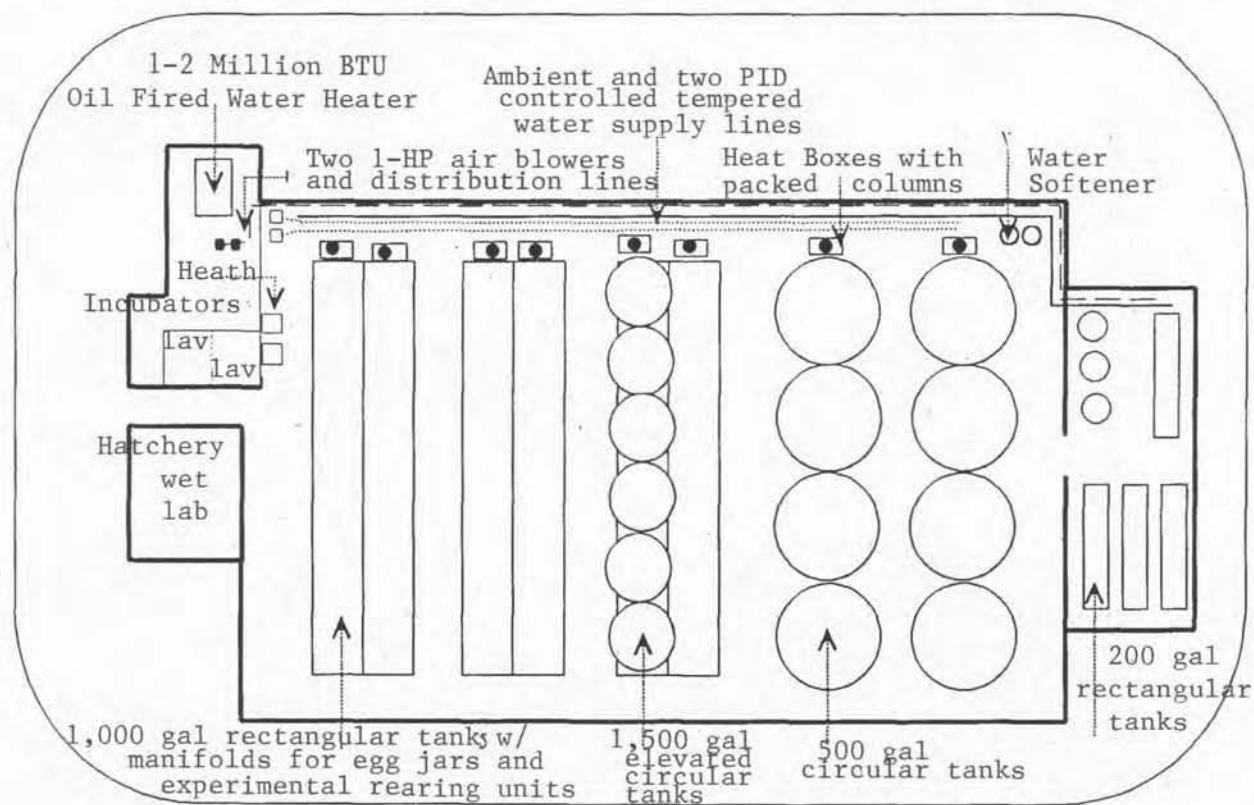 1-2 Million BTU
Oil Fired Water Heater
Ambient and two PID
controlled tempered
water supply lines
Two 1-HP air blowers
and distribution lines
Heat Boxes with
packed columns
Water
Softener
Heath
Incubators
lav
lav
Hatchery
wet
lab
200 gal
rectangular
tanks
1,000 gal rectangular tanks w/
manifolds for egg jars and
experimental rearing units
1,500 gal
elevated
circular
tanks
500 gal
circular tanks